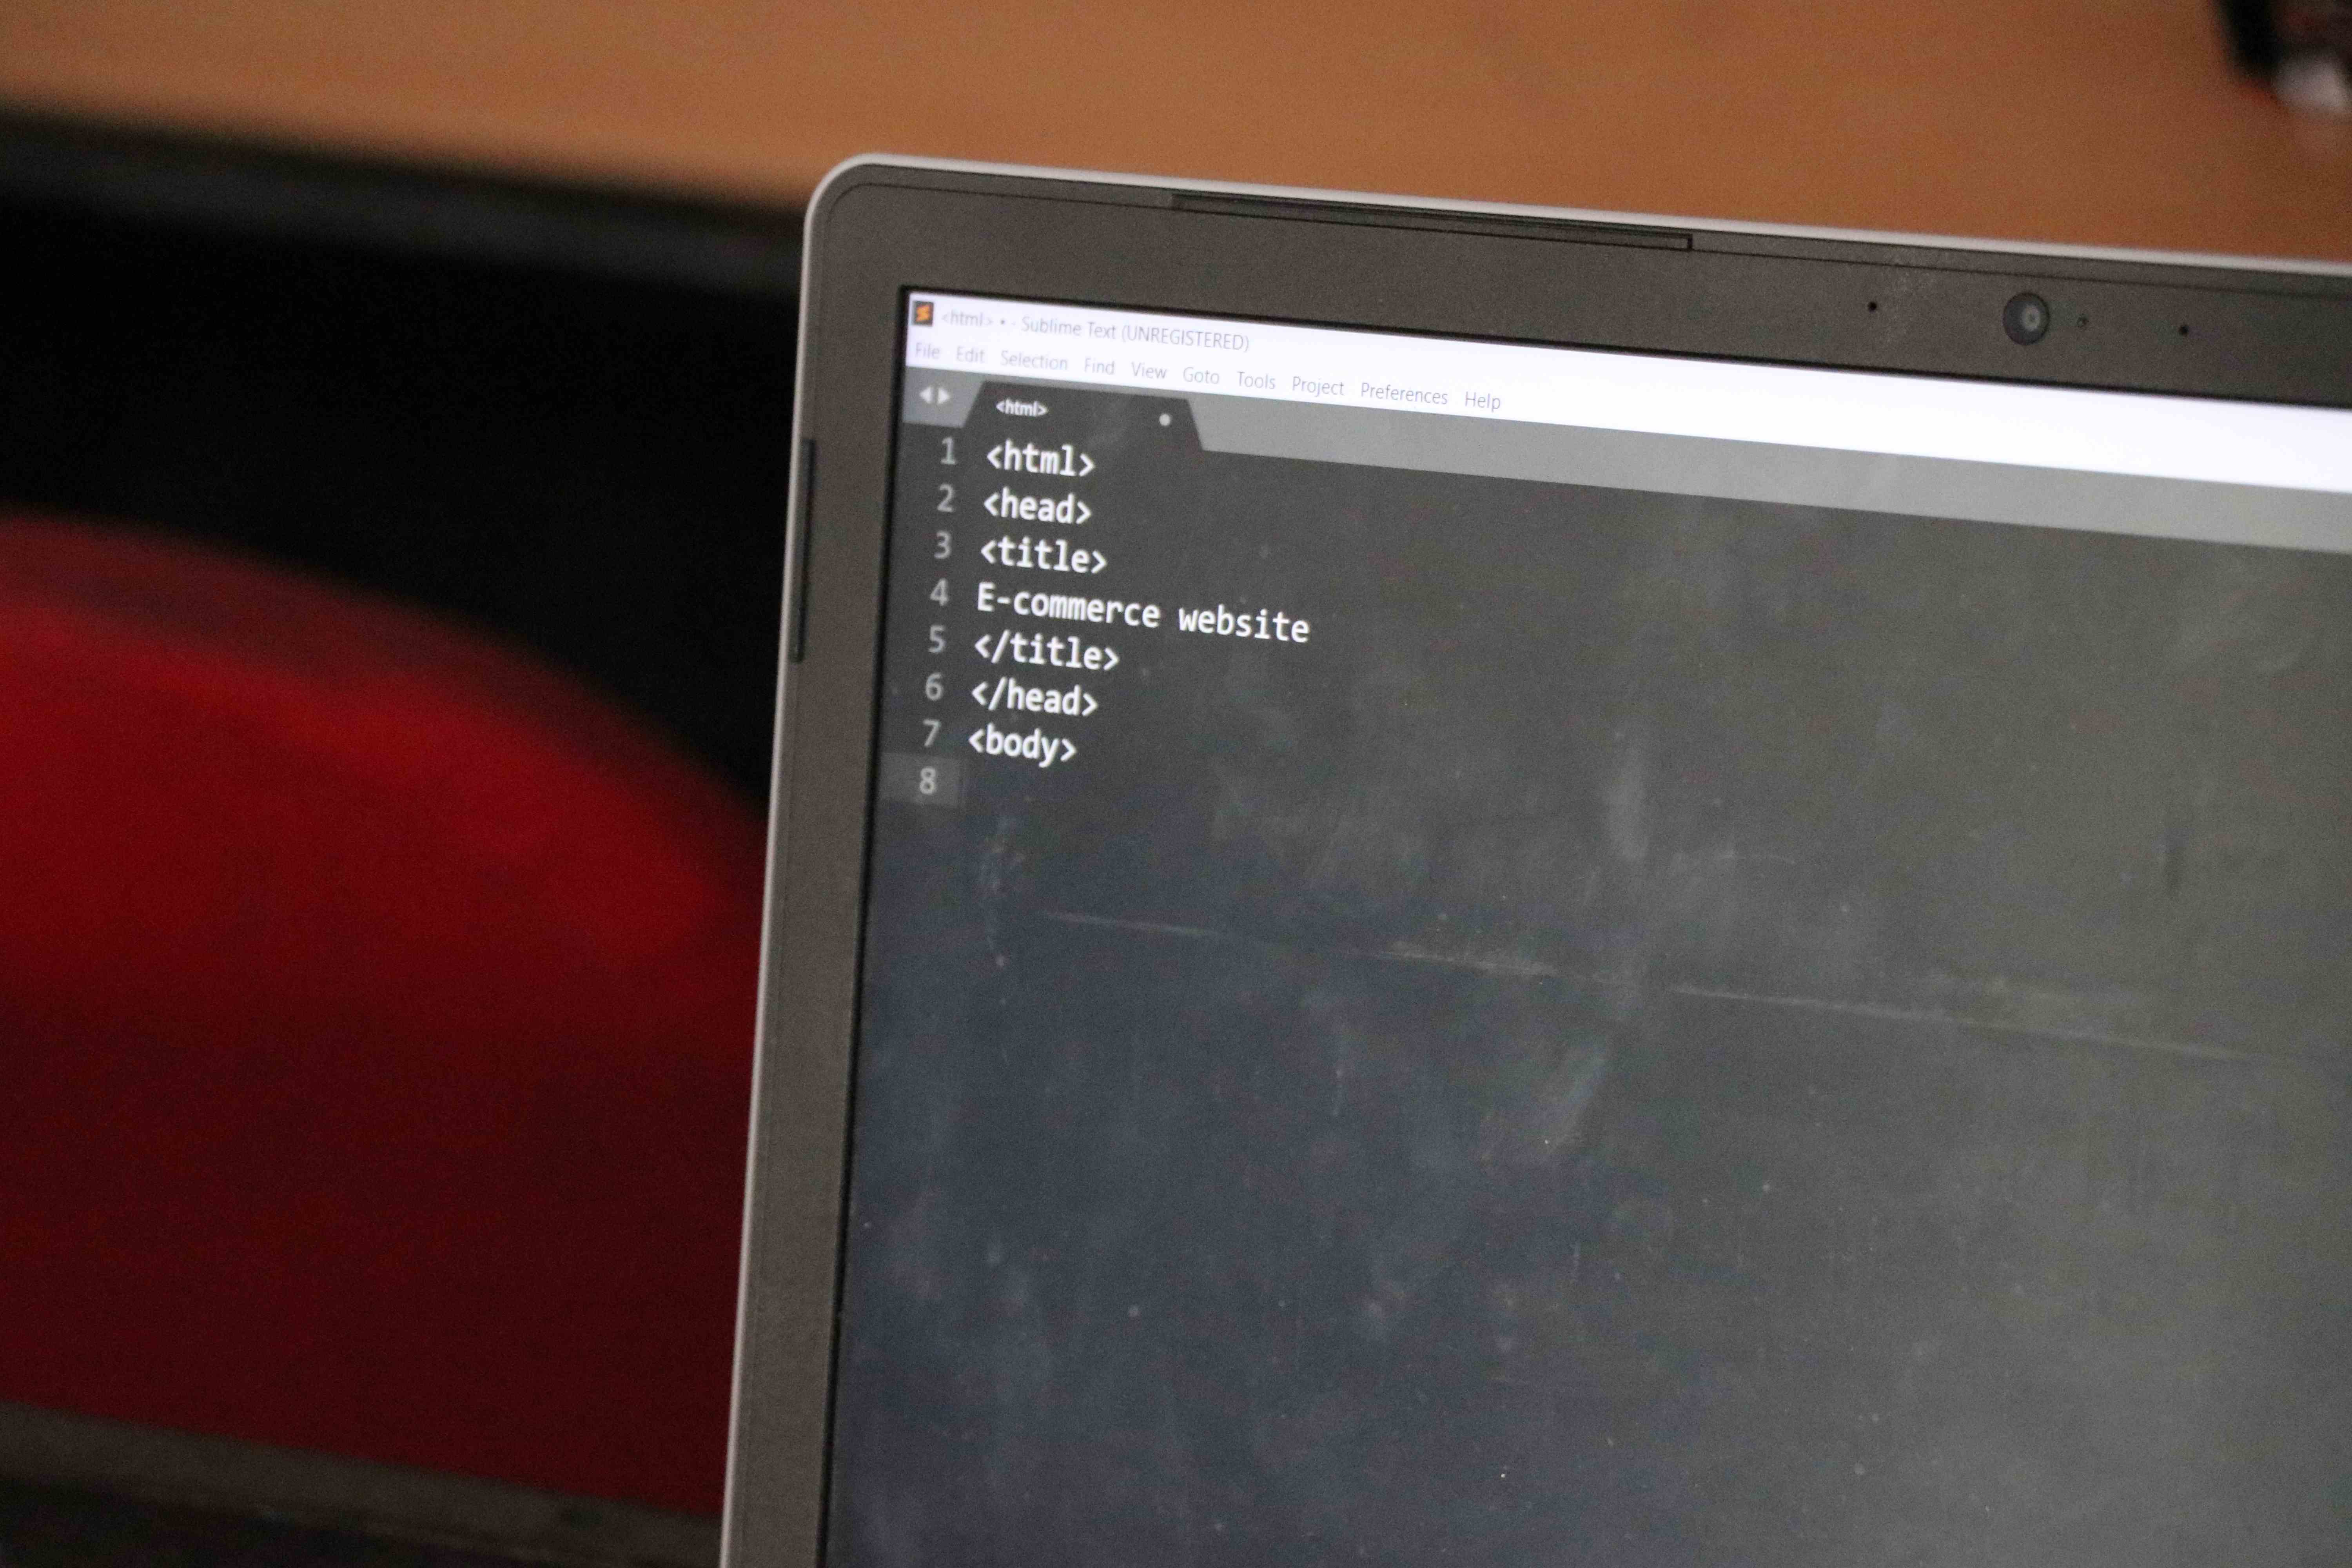 <html> • - Sublime Text (UNREGISTERED)
File Edit Selection Find View Goto Tools Project Preferences Help
<html>
1 <html>
2 <head>
3 <title>
4 E-commerce website
5 </title>
6 </head>
7 <body>
8